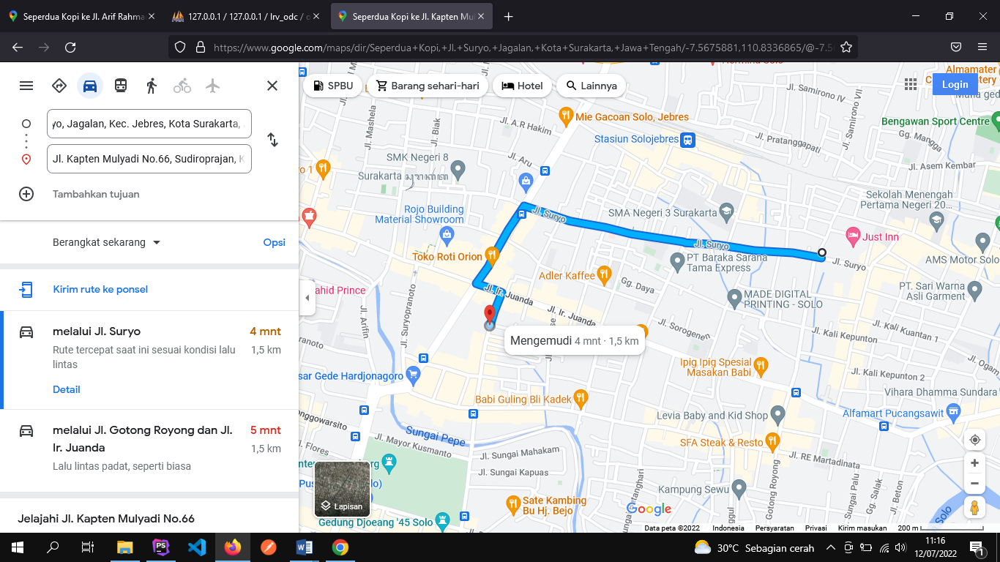 Seperdua Kopi ke Jl. Arif Rahma
127.0.0.1 / 127.0.0.1 / lrv_odc /
Seperdua Kopi ke Jl. Kapten Mul
https://www.google.com/maps/dir/Seperdua+Kopi,+Jl.+Suryo,+Jagalan,+Kota+Surakarta,+Jawa+Tengah/-7.5675881,110.8336865/@-7.5
SPBU
Barang sehari-hari
Hotel
Lainnya
Login
yo, Jagalan, Kec. Jebres, Kota Surakarta,
Jl. Kapten Mulyadi No.66, Sudiroprajan, K
Tambahkan tujuan
Berangkat sekarang
Opsi
Kirim rute ke ponsel
melalui Jl. Suryo
4 mnt
Rute tercepat saat ini sesuai kondisi lalu
lintas
1,5 km
Detail
melalui Jl. Gotong Royong dan Jl.
Ir. Juanda
5 mnt
1,5 km
Lalu lintas padat, seperti biasa
Jelajahi Jl. Kapten Mulyadi No.66
Almamater
Jl. Samsorano IV
Jl. Samiroно VII
Bengawan Sport Centre
Mie Gacoan Solo, Jebres
Jl. A.R Hakim
Jl. Mashela
Jl. Biak
Stasiun Solojebres
Jl. Pratanggapati
Gg. Mangga
Jl. Aru
SMK Negeri 8
Surakarta
Jl. Asem Kembar
Sekolah Menengah
Pertama Negeri 20...
Rojo Building
Material Showroom
Jl. Suryo
SMA Negeri 3 Surakarta
Jl. Suryo
Just Inn
Jl. Suryo
AMS Motor Solo
Toko Roti Orion
PT Baraka Sarana
Tama Express
Adler Kaffee
Gg. Daya
PT. Sari Warna
Asli Garment
ahid Prince
Jl. Ir. Juanda
Jl. Ir. Juanda
MADE DIGITAL
PRINTING - SOLO
Jl. Arifin
Jl. Suryopranoto
Jl. Sorogenen
Jl. Kali Kuantan
Jl. Kali Kepunton
Mengemudi 4 mnt · 1,5 km
Jl. Ogam
Ipig Ipig Spesial
Masakan Babi
Jl. Kali Kepunton 2
sar Gede Hardjonagoro
Vihara Dhamma Sundara
Babi Guling Bli Kadek
Levia Baby and Kid Shop
Alfamart Pucangsawit
onggowarsito
Sungai Pepe
Jl. Mayor Kusmanto
SFA Steak & Resto
Jl. Flores
Jl. Sungai Mahakam
Jl. RE Martadinata
Jl. Sungai Kapuas
Kampung Sewu
Gotong Royong
Jl. Sungai Palu
Gg. Salak
Jl. Beton
Sate Kambing
Bu Hj. Bejo
Lapisan
Gedung Djoeang '45 Solo
Google
Data peta ©2022
Indonesia
Persyaratan
Privasi
Kirim masukan
200 m
30°C Sebagian cerah
11:16
12/07/2022
1